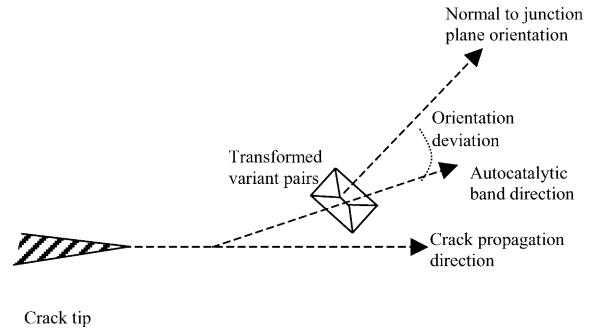 Normal to junction
plane orientation
Orientation
deviation
Transformed
variant pairs
Autocatalytic
band direction
Crack propagation
direction
Crack tip